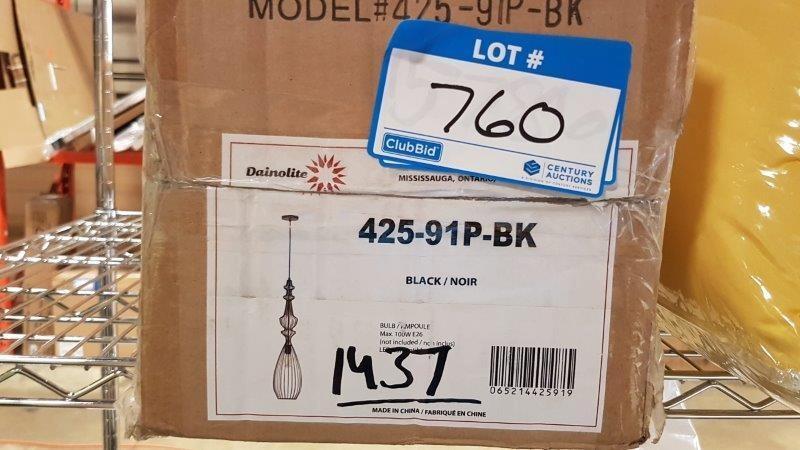 MODEL#425-91P-BK
LOT #
760
ClubBid
CENTURY
AUCTIONS
Dainolite
MISSISSAUGA, ONTARIO
425-91P-BK
BLACK / NOIR
BULB / AMPOULE
Max. 100W E26
(not included / non inclus)
1437
065214425919
MADE IN CHINA / FABRIQUÉ EN CHINE